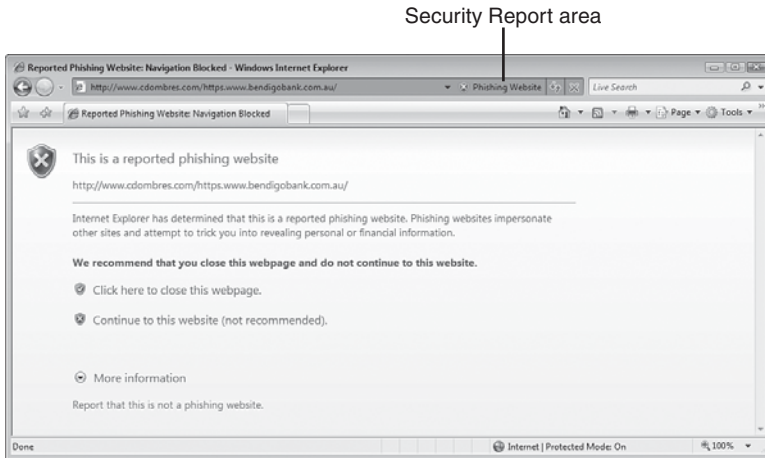 Security Report area
Reported Phishing Website: Navigation Blocked - Windows Internet Explorer
http://www.cdombres.com/https.www.bendigobank.com.au/
Phishing Website
Live Search
Reported Phishing Website: Navigation Blocked
Page
Tools
This is a reported phishing website
http://www.cdombres.com/https.www.bendigobank.com.au/
Internet Explorer has determined that this is a reported phishing website. Phishing websites impersonate
other sites and attempt to trick you into revealing personal or financial information.
We recommend that you close this webpage and do not continue to this website.
Click here to close this webpage.
Continue to this website (not recommended).
More information
Report that this is not a phishing website.
Done
Internet | Protected Mode: On
100%